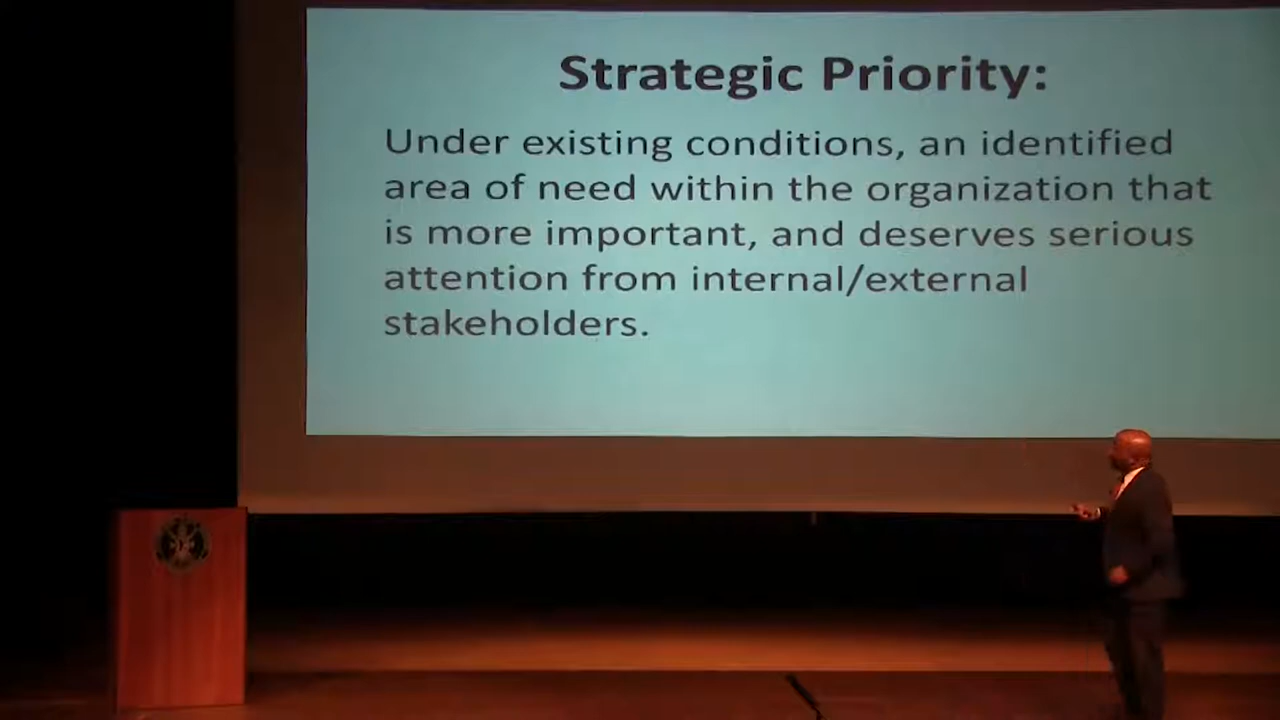 Strategic Priority:
Under existing conditions, an identified
area of need within the organization that
is more important, and deserves serious
attention from internal/external
stakeholders.